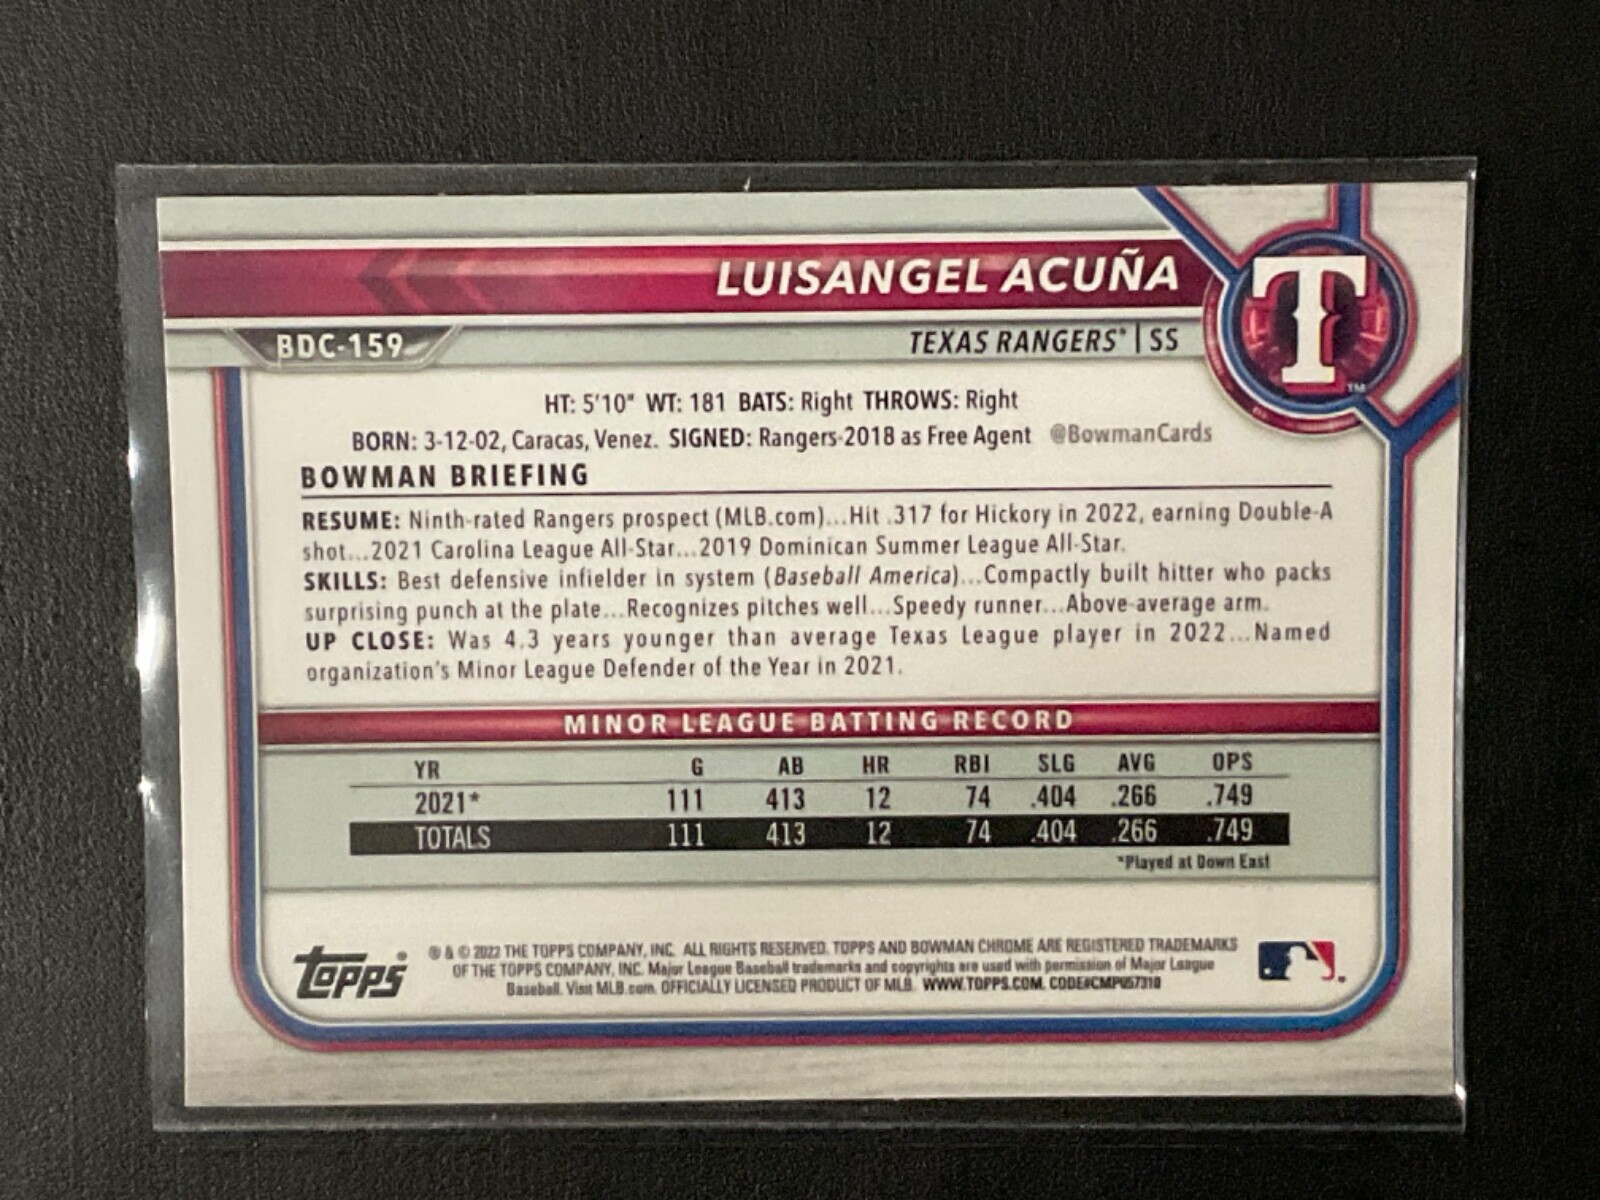 LUISANGEL ACUÑA
T™
BDC-159
TEXAS RANGERS® | SS
HT: 5'10" WT: 181 BATS: Right THROWS: Right
BORN: 3-12-02, Caracas, Venez. SIGNED: Rangers-2018 as Free Agent @BowmanCards
BOWMAN BRIEFING
RESUME: Ninth-rated Rangers prospect (MLB.com)...Hit .317 for Hickory in 2022, earning Double-A
shot...2021 Carolina League All-Star...2019 Dominican Summer League All-Star.
SKILLS: Best defensive infielder in system (Baseball America)...Compactly built hitter who packs
surprising punch at the plate...Recognizes pitches well...Speedy runner...Above-average arm.
UP CLOSE: Was 4.3 years younger than average Texas League player in 2022...Named
organization's Minor League Defender of the Year in 2021.
MINOR LEAGUE BATTING RECORD
YR G AB HR RBI SLG AVG OPS
2021* 111 413 12 74 .404 .266 .749
TOTALS 111 413 12 74 .404 .266 .749
*Played at Down East
Topps®
® & © 2022 THE TOPPS COMPANY, INC. ALL RIGHTS RESERVED. TOPPS AND BOWMAN CHROME ARE REGISTERED TRADEMARKS
OF THE TOPPS COMPANY, INC. Major League Baseball trademarks and copyrights are used with permission of Major League
Baseball. Visit MLB.com. OFFICIALLY LICENSED PRODUCT OF MLB. WWW.TOPPS.COM. CODE#CMP057310